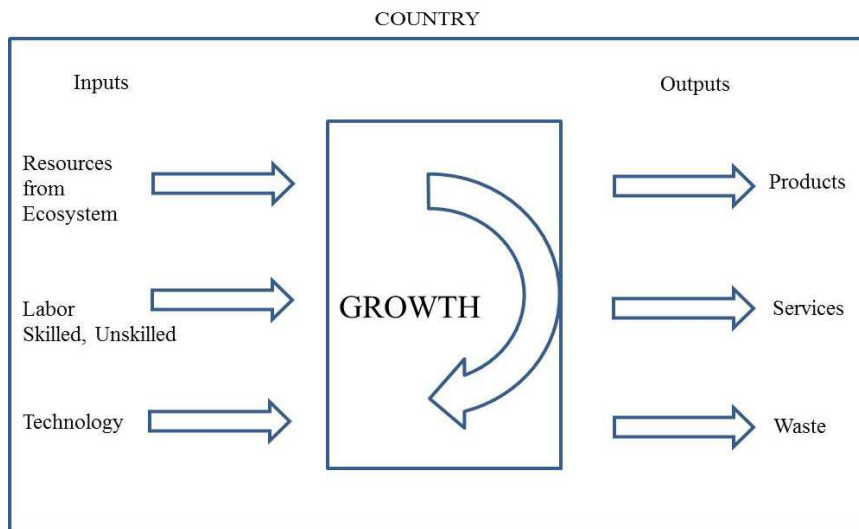 COUNTRY
Inputs
Outputs
Resources
from
Ecosystem
Products
GROWTH
Labor
Skilled, Unskilled
Services
Technology
Waste